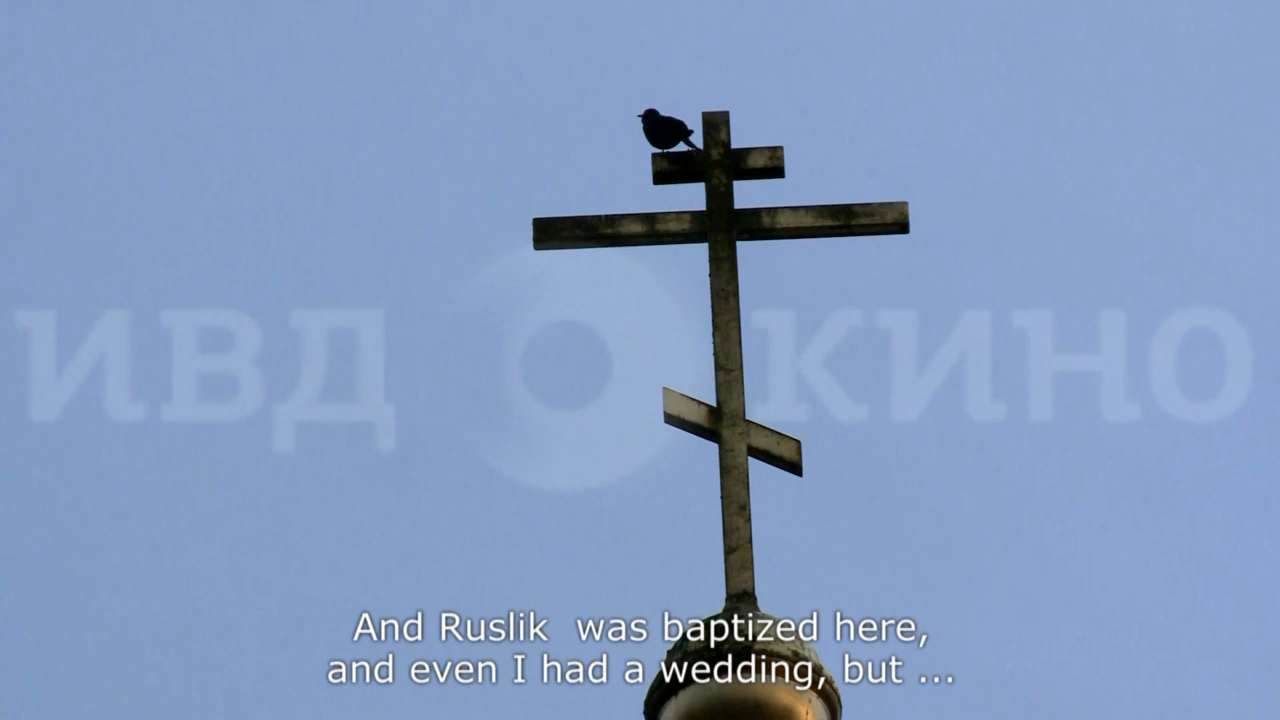 ИВД КИНО
And Ruslik  was baptized here,
and even I had a wedding, but ...